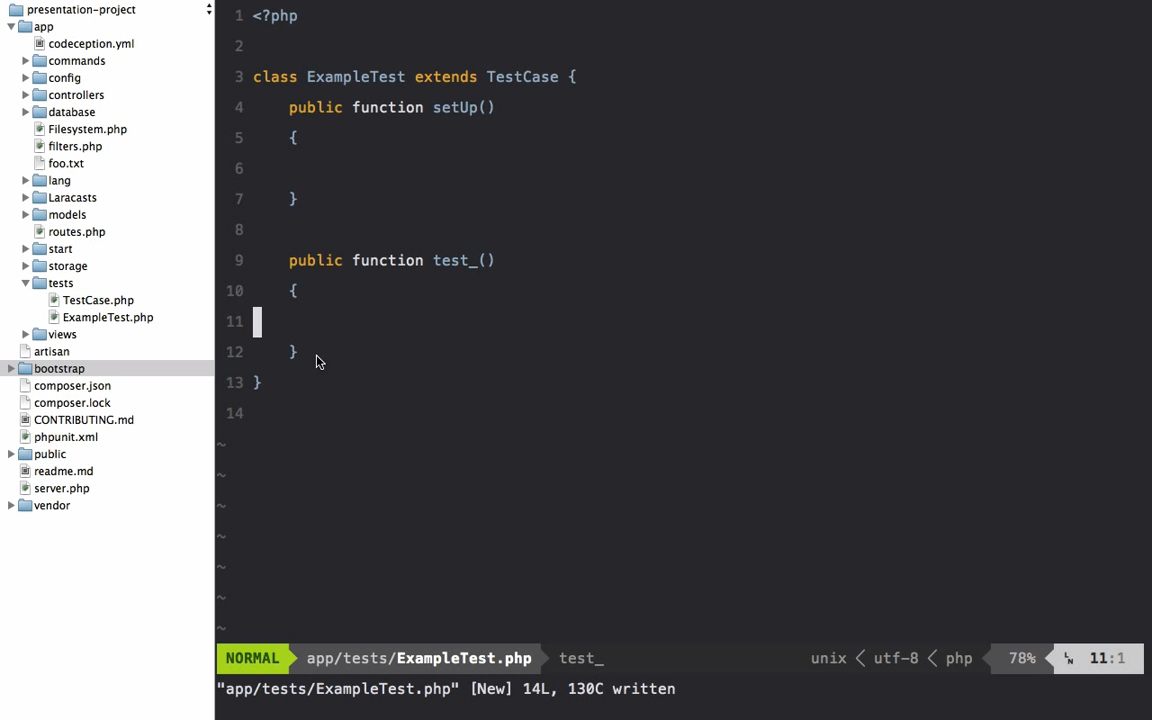 presentation-project
app
codeception.yml
commands
config
controllers
database
Filesystem.php
filters.php
foo.txt
lang
Laracasts
models
routes.php
start
storage
tests
TestCase.php
ExampleTest.php
views
artisan
bootstrap
composer.json
composer.lock
CONTRIBUTING.md
phpunit.xml
public
readme.md
server.php
vendor
1 <?php
2
3 class ExampleTest extends TestCase {
4     public function setUp()
5     {
6
7     }
8
9     public function test_()
10     {
11
12     }
13 }
14
~
~
~
~
~
~
~
NORMAL app/tests/ExampleTest.php test_ unix < utf-8 < php 78% LN 11:1
"app/tests/ExampleTest.php" [New] 14L, 130C written